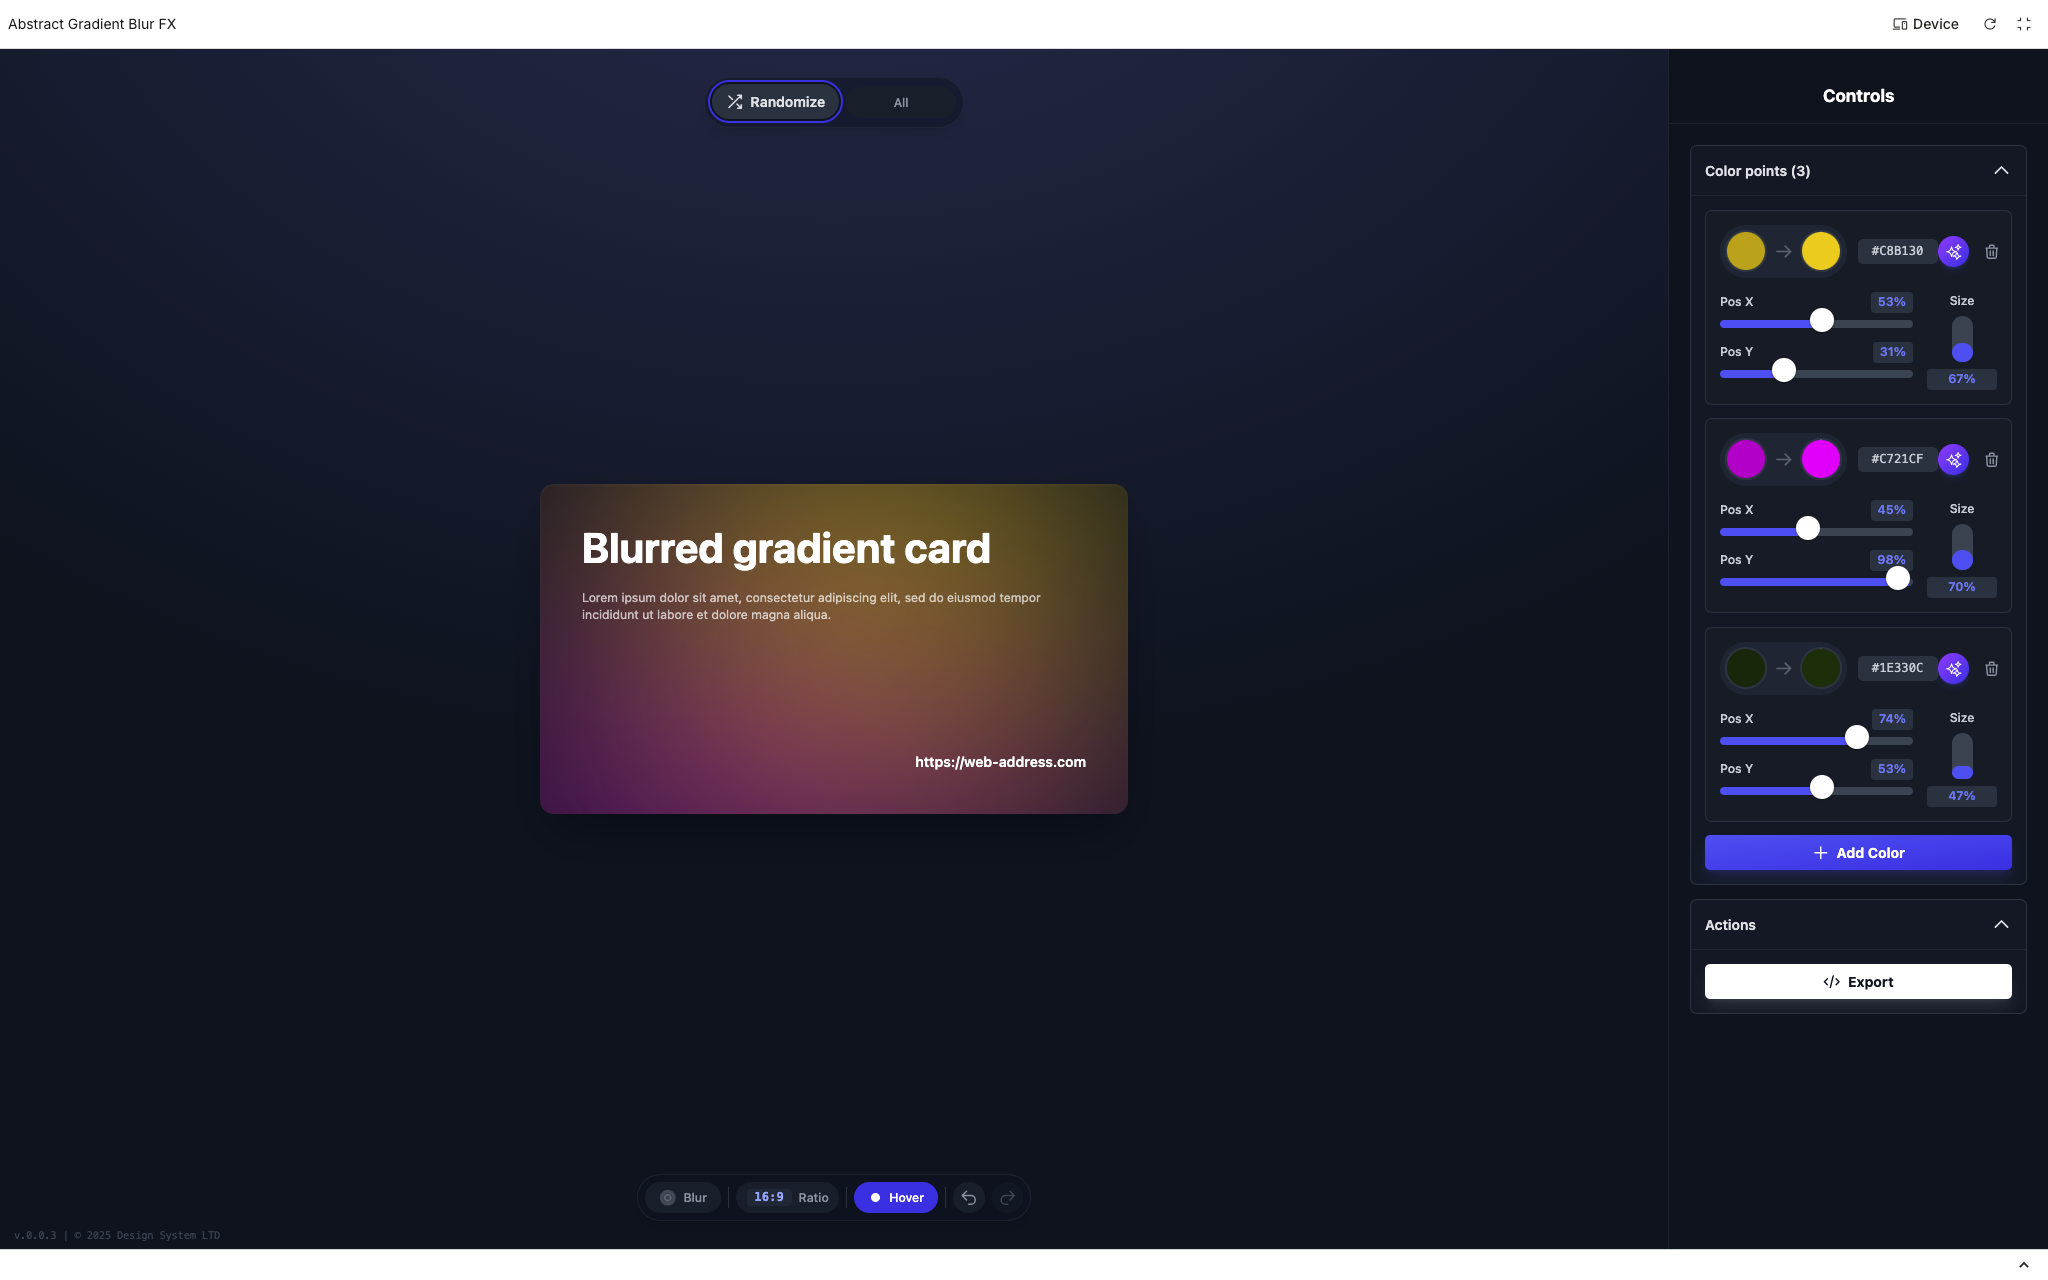 Abstract Gradient Blur FX
Device
Randomize
All
Controls
Color points (3)
#C8B130
Pos X
53%
Size
Pos Y
31%
67%
#C721CF
Pos X
45%
Size
Pos Y
98%
70%
#1E330C
Pos X
74%
Size
Pos Y
53%
47%
Add Color
Actions
</> Export
Blurred gradient card
Lorem ipsum dolor sit amet, consectetur adipiscing elit, sed do eiusmod tempor
incididunt ut labore et dolore magna aliqua.
https://web-address.com
Blur
16:9 Ratio
Hover
v.0.0.3 | © 2025 Design System LTD